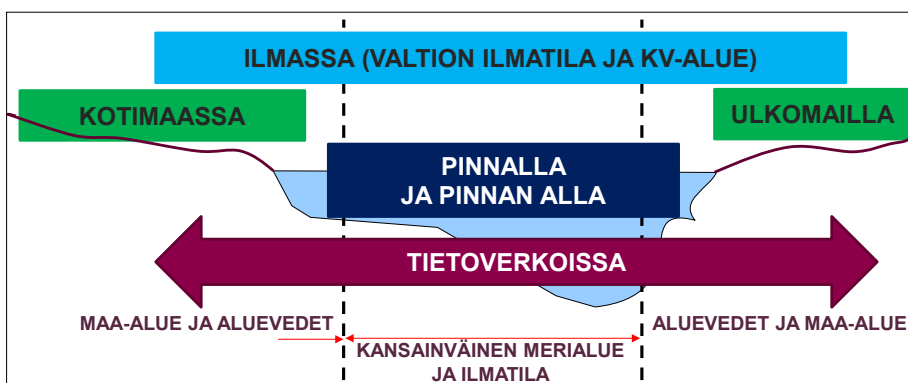 ILMASSA (VALTION ILMATILA JA KV-ALUE)
KOTIMAASSA
ULKOMAILLA
PINNALLA
JA PINNAN ALLA
TIETOVERKOISSA
MAA-ALUE JA ALUEVEDET
ALUEVEDET JA MAA-ALUE
KANSAINVÄINEN MERIALUE
JA ILMATILA